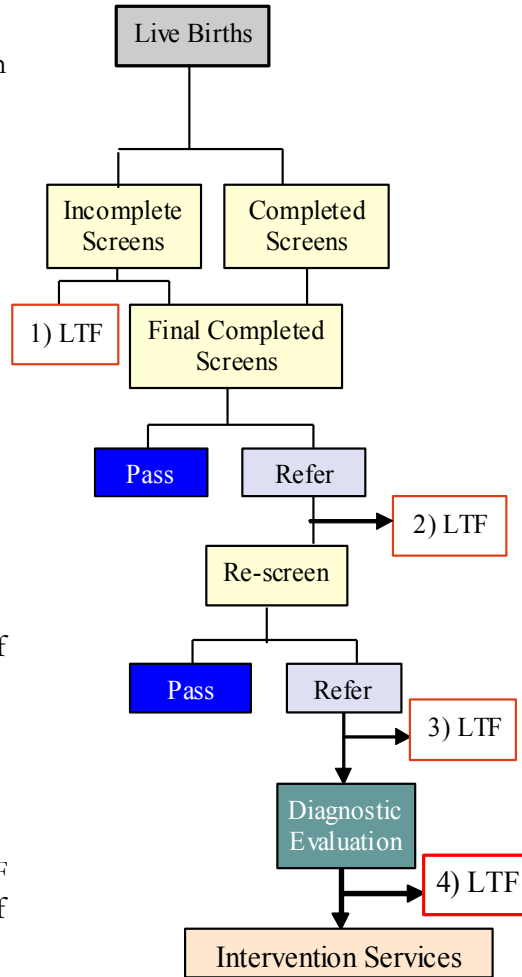 Live Births
Incomplete
Screens
Completed
Screens
1) LTF
Final Completed
Screens
Pass
Refer
2) LTF
Re-screen
Pass
Refer
3) LTF
Diagnostic
Evaluation
4) LTF
Intervention Services